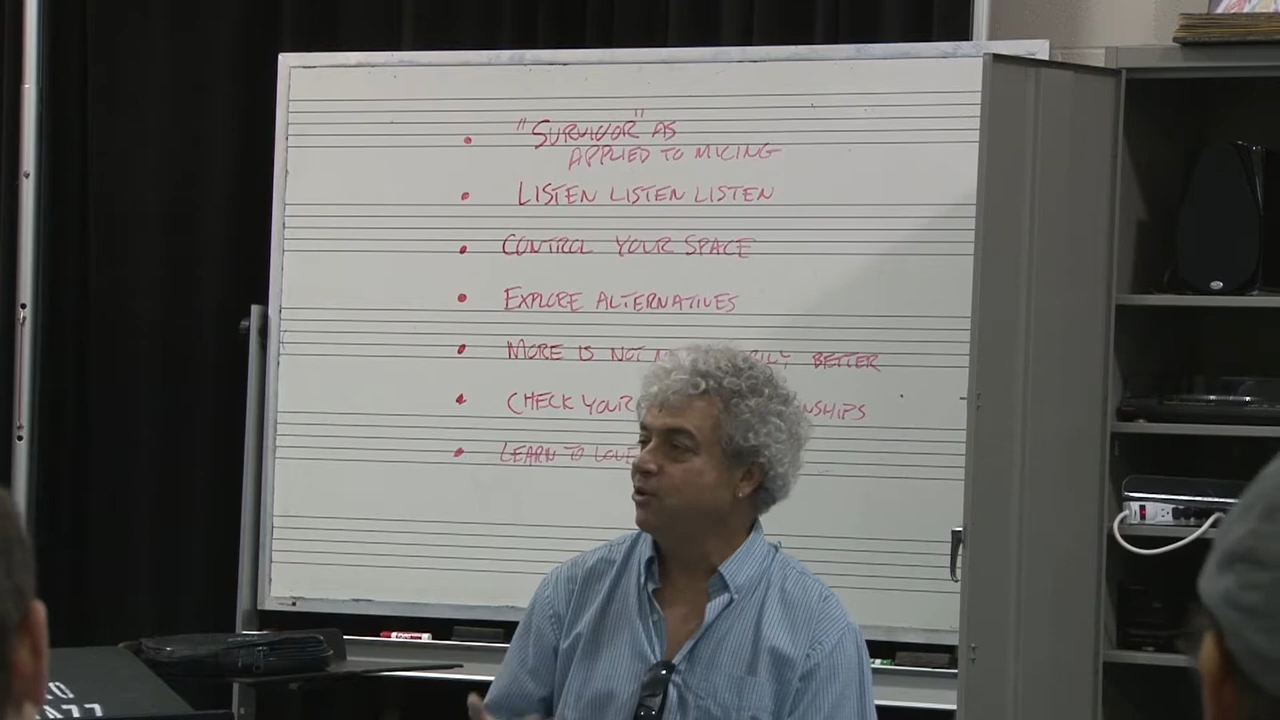 • "SURVIVOR" AS
APPLIED TO MICING
• LISTEN LISTEN LISTEN
• CONTROL YOUR SPACE
• EXPLORE ALTERNATIVES
• MORE IS NOT BETTER
• CHECK YOUR
• LEARN TO LOVE